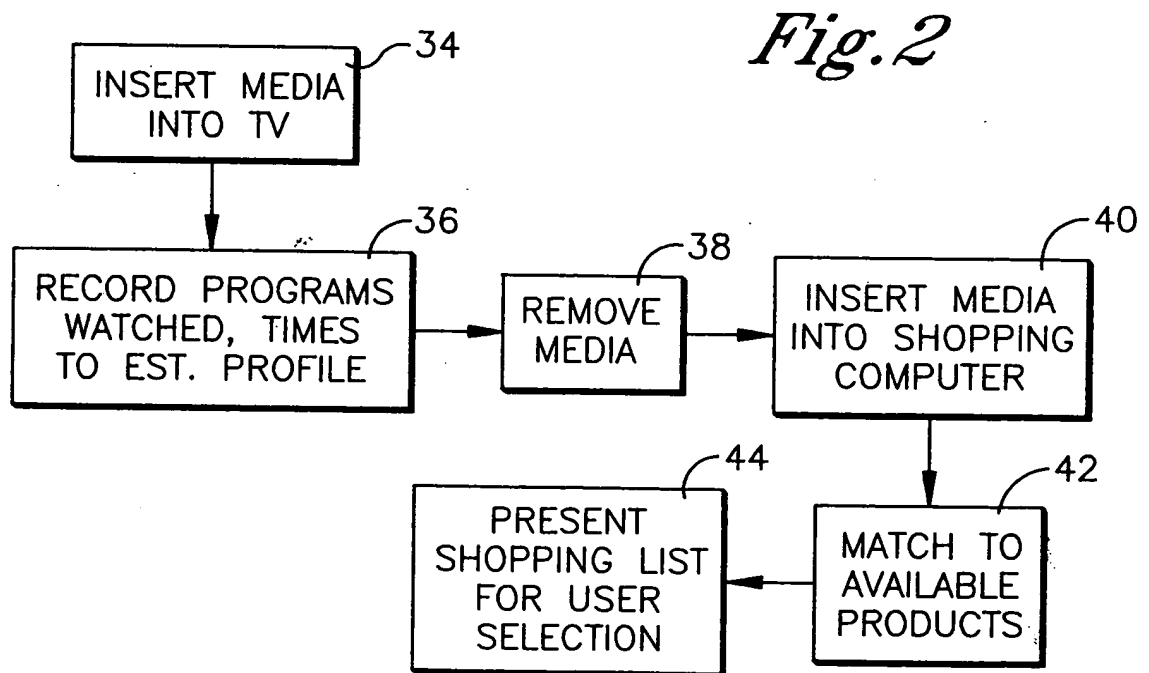 Fig.2
34
INSERT MEDIA
INTO TV
36
RECORD PROGRAMS
WATCHED, TIMES
TO EST. PROFILE
38
REMOVE
MEDIA
40
INSERT MEDIA
INTO SHOPPING
COMPUTER
42
MATCH TO
AVAILABLE
PRODUCTS
44
PRESENT
SHOPPING LIST
FOR USER
SELECTION